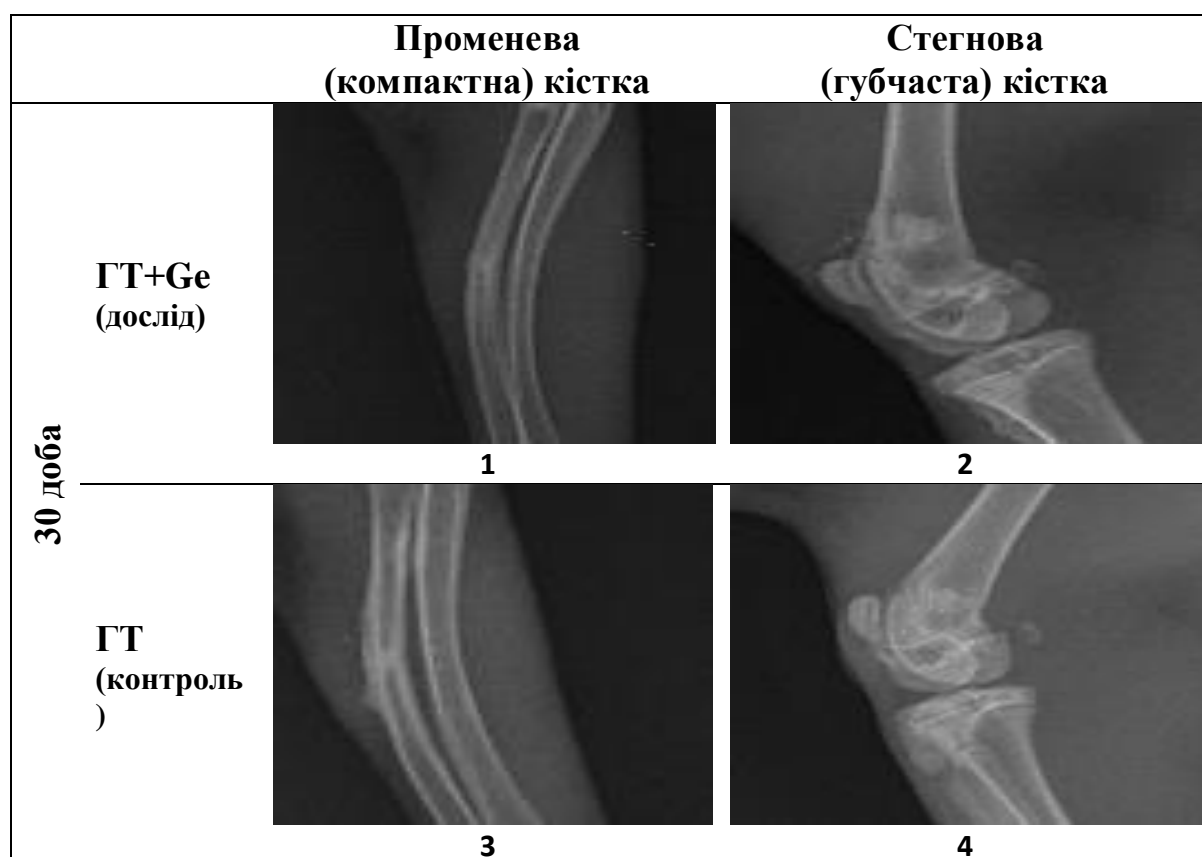 Променева
(компактна) кістка
Стегнова
(губчаста) кістка
30 доба
ГТ+Ge
(дослід)
1
2
ГТ
(контроль
)
3
4